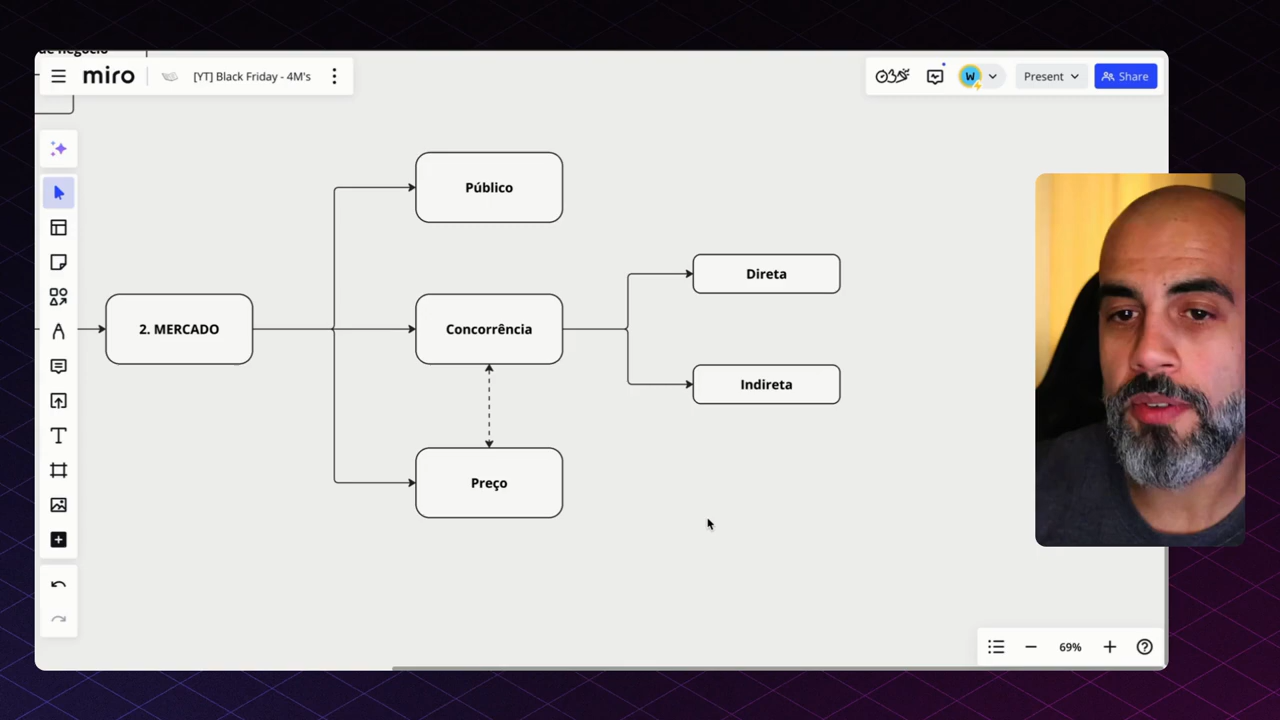 de negócio
miro
[YT] Black Friday - 4M's
W
Present
Share
Público
Direta
2. MERCADO
Concorrência
Indireta
Preço
69%